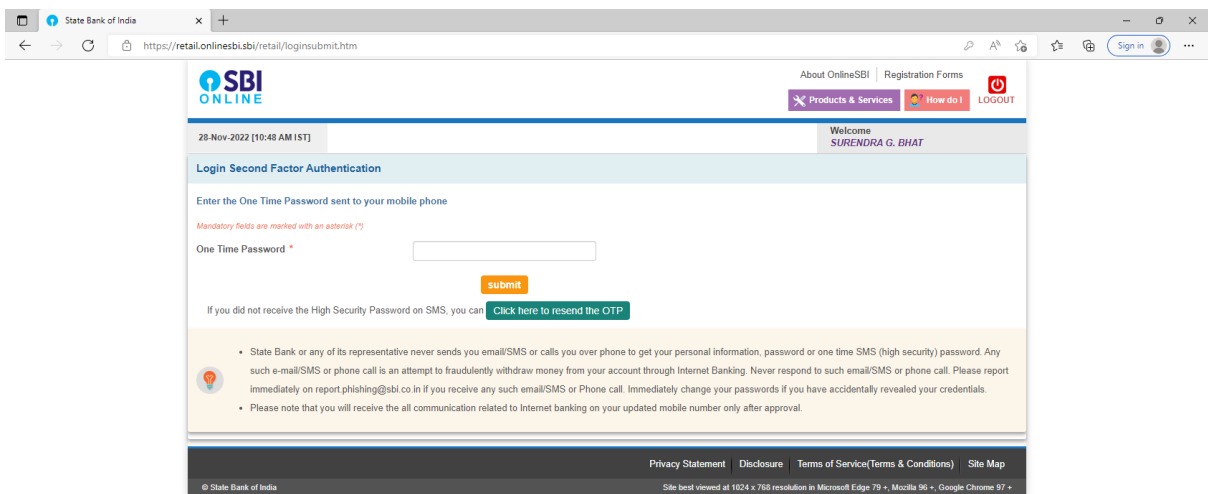 State Bank of India
https://retail.onlinesbi.sbi/retail/loginsubmit.htm
Sign in
SBI
ONLINE
About OnlineSBI Registration Forms
Products & Services How do I LOGOUT
28-Nov-2022 [10:48 AM IST]
Welcome
SURENDRA G. BHAT
Login Second Factor Authentication
Enter the One Time Password sent to your mobile phone
Mandatory fields are marked with an asterisk (*)
One Time Password *
submit
If you did not receive the High Security Password on SMS, you can Click here to resend the OTP
• State Bank or any of its representative never sends you email/SMS or calls you over phone to get your personal information, password or one time SMS (high security) password. Any
such e-mail/SMS or phone call is an attempt to fraudulently withdraw money from your account through Internet Banking. Never respond to such email/SMS or phone call. Please report
immediately on report.phishing@sbi.co.in if you receive any such email/SMS or Phone call. Immediately change your passwords if you have accidentally revealed your credentials.
• Please note that you will receive the all communication related to Internet banking on your updated mobile number only after approval.
Privacy Statement Disclosure Terms of Service(Terms & Conditions) Site Map
© State Bank of India Site best viewed at 1024 x 768 resolution in Microsoft Edge 79 +, Mozilla 96 +, Google Chrome 97 +